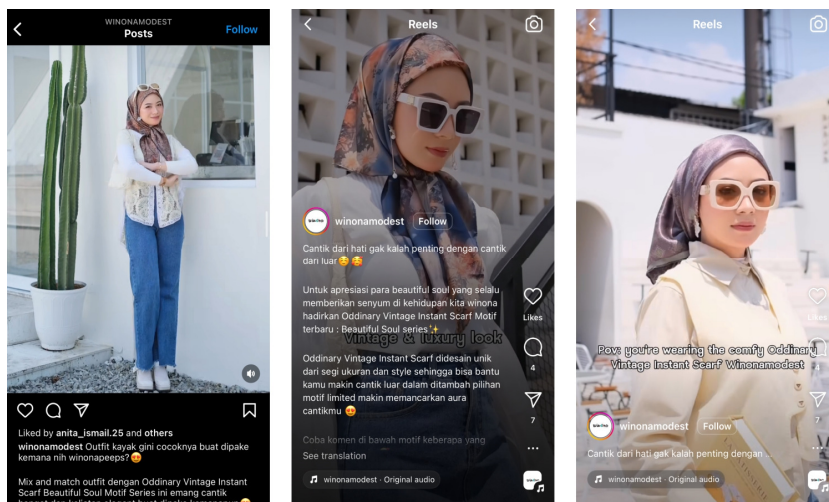 WINONAMODEST
Posts
Follow
Liked by anita_ismail.25 and others
winonamodest Outfit kayak gini cocoknya buat dipake
kemana nih winonapeeps?😍
Mix and match outfit dengan Oddinary Vintage Instant
Scarf Beautiful Soul Motif Series ini emang cantik
Reels
winonamodest
Follow
Cantik dari hati gak kalah penting dengan cantik
dari luar😊🥰
Untuk apresiasi para beautiful soul yang selalu
memberikan senyum di kehidupan kita winona
hadirkan Oddinary Vintage Instant Scarf Motif
terbaru : Beautiful Soul series✨
Vintage & luxury look
Oddinary Vintage Instant Scarf didesain unik
dari segi ukuran dan style sehingga bisa bantu
kamu makin cantik luar dalem ditambah pilihan
motif limited makin memancarkan aura
cantikmu 😍
Coba komen di bawah motif keberapa yang
See translation
Likes
4
7
winonamodest · Original audio
Reels
Pov: you're wearing the comfy Oddinary
Vintage Instant Scarf Winonamodest
Likes
4
7
winonamodest
Follow
Cantik dari hati gak kalah penting dengan ...
winonamodest · Original audio